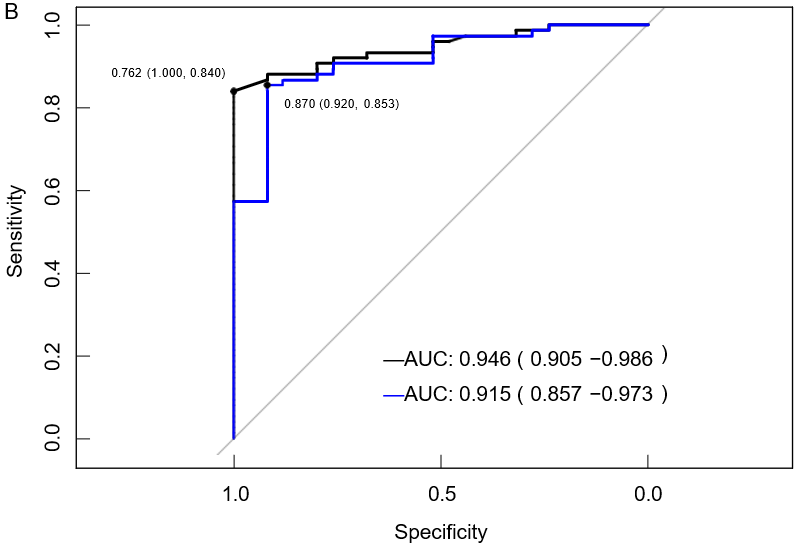 B
1.0
0.8
0.6
0.4
0.2
0.0
Sensitivity
0.762 (1.000, 0.840)
0.870 (0.920, 0.853)
—AUC: 0.946 ( 0.905 −0.986 )
—AUC: 0.915 ( 0.857 −0.973 )
1.0 0.5 0.0
Specificity